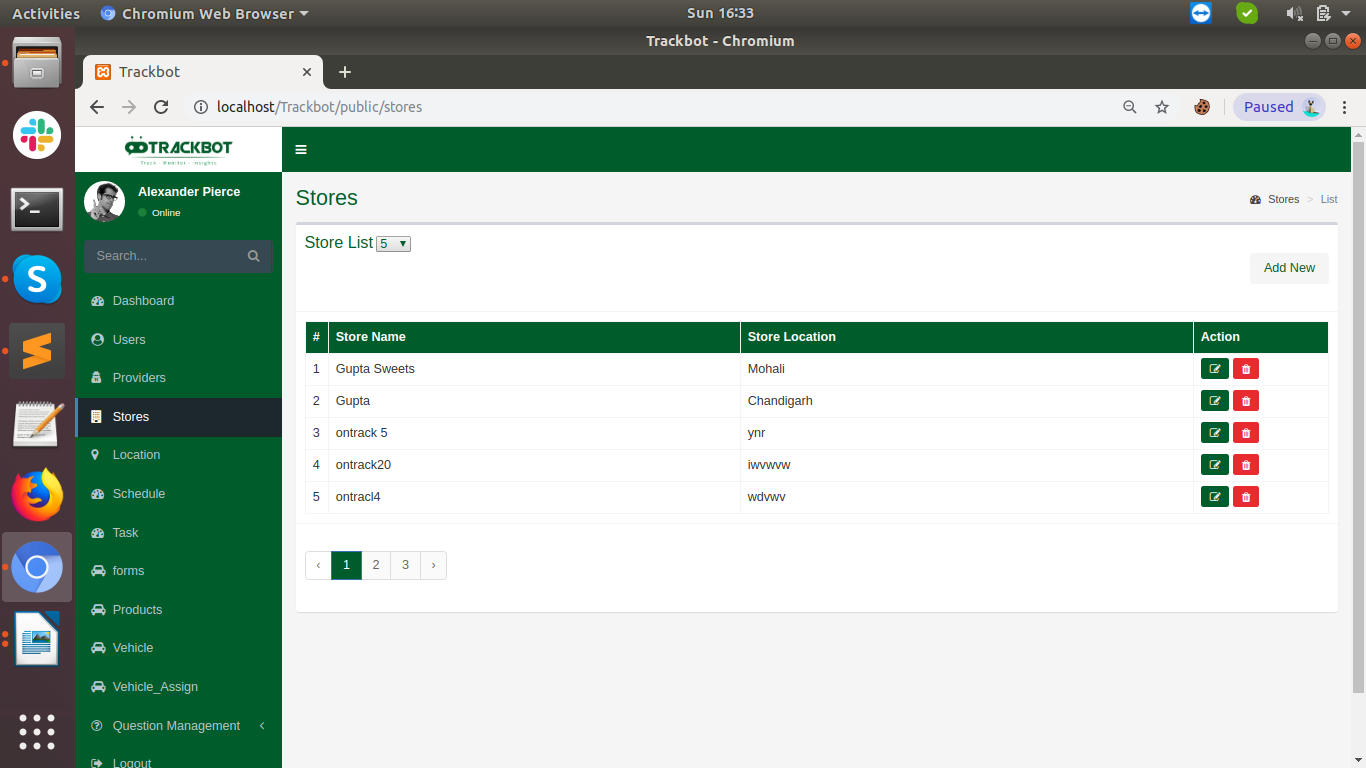 Activities Chromium Web Browser Sun 16:33
Trackbot - Chromium
Trackbot
localhost/Trackbot/public/stores Paused
TRACKBOT
Track - Monitor - Insights
Alexander Pierce
Online
Search...
Dashboard
Users
Providers
Stores
Location
Schedule
Task
forms
Products
Vehicle
Vehicle_Assign
Question Management
Logout
Stores
Stores > List
Store List 5
Add New
# Store Name Store Location Action
1 Gupta Sweets Mohali
2 Gupta Chandigarh
3 ontrack 5 ynr
4 ontrack20 iwvwvw
5 ontracl4 wdvwv
‹ 1 2 3 ›